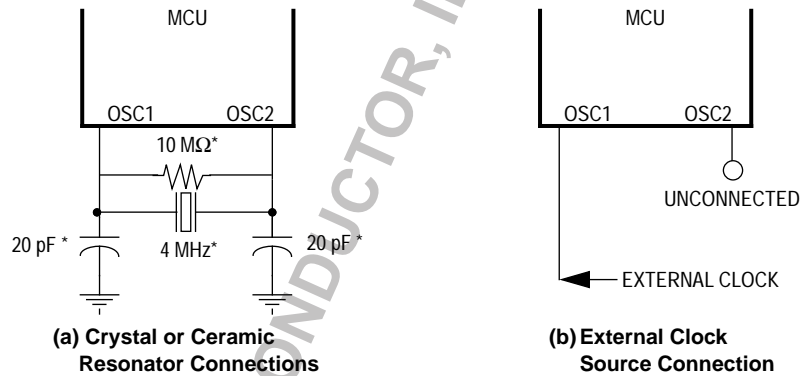 MCU
OSC1 OSC2
10 MΩ*
20 pF *
4 MHz*
20 pF *
(a) Crystal or Ceramic
Resonator Connections
MCU
OSC1 OSC2
UNCONNECTED
EXTERNAL CLOCK
(b) External Clock
Source Connection